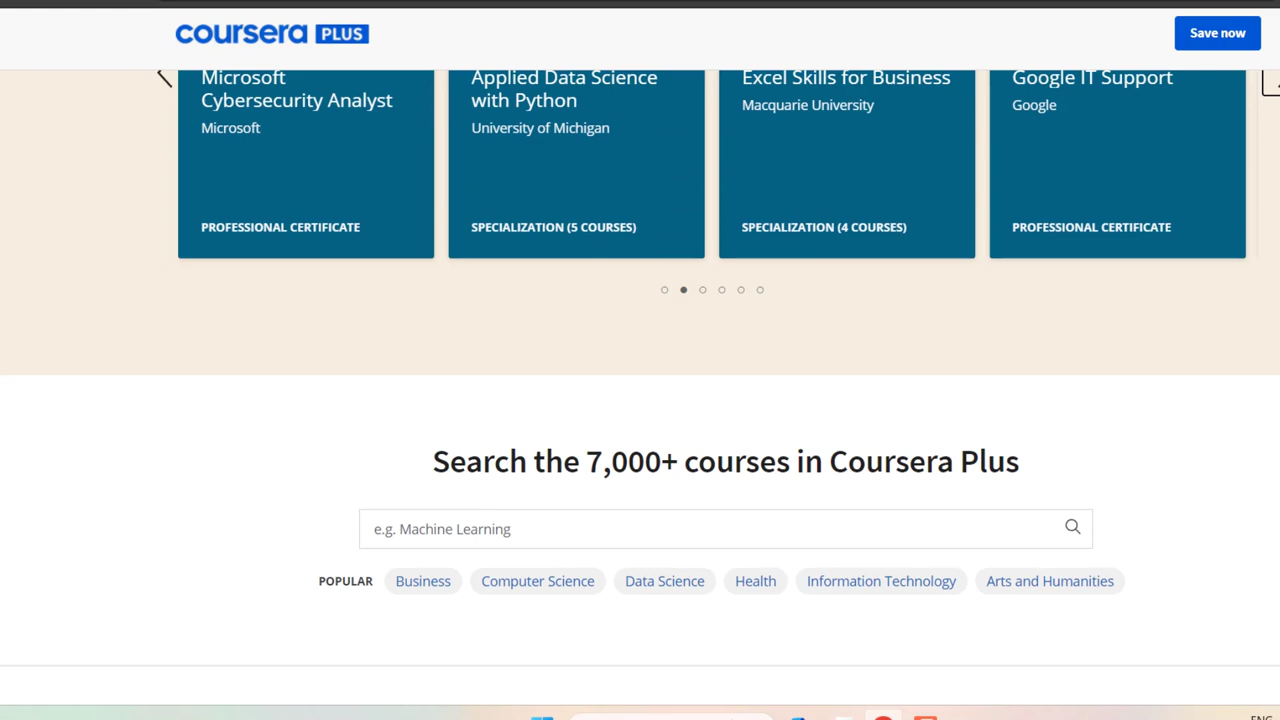 coursera PLUS
Save now
Microsoft
Cybersecurity Analyst
Microsoft
PROFESSIONAL CERTIFICATE
Applied Data Science
with Python
University of Michigan
SPECIALIZATION (5 COURSES)
Excel Skills for Business
Macquarie University
SPECIALIZATION (4 COURSES)
Google IT Support
Google
PROFESSIONAL CERTIFICATE
Search the 7,000+ courses in Coursera Plus
e.g. Machine Learning
POPULAR Business Computer Science Data Science Health Information Technology Arts and Humanities
ENG